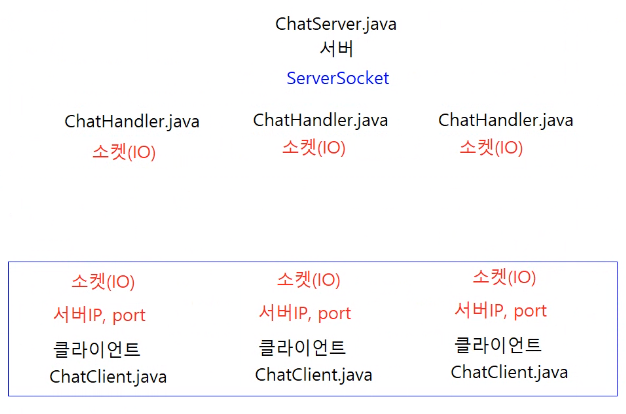 ChatServer.java
서버
ServerSocket
ChatHandler.java ChatHandler.java ChatHandler.java
소켓(IO) 소켓(IO) 소켓(IO)
소켓(IO) 소켓(IO) 소켓(IO)
서버IP, port 서버IP, port 서버IP, port
클라이언트 클라이언트 클라이언트
ChatClient.java ChatClient.java ChatClient.java